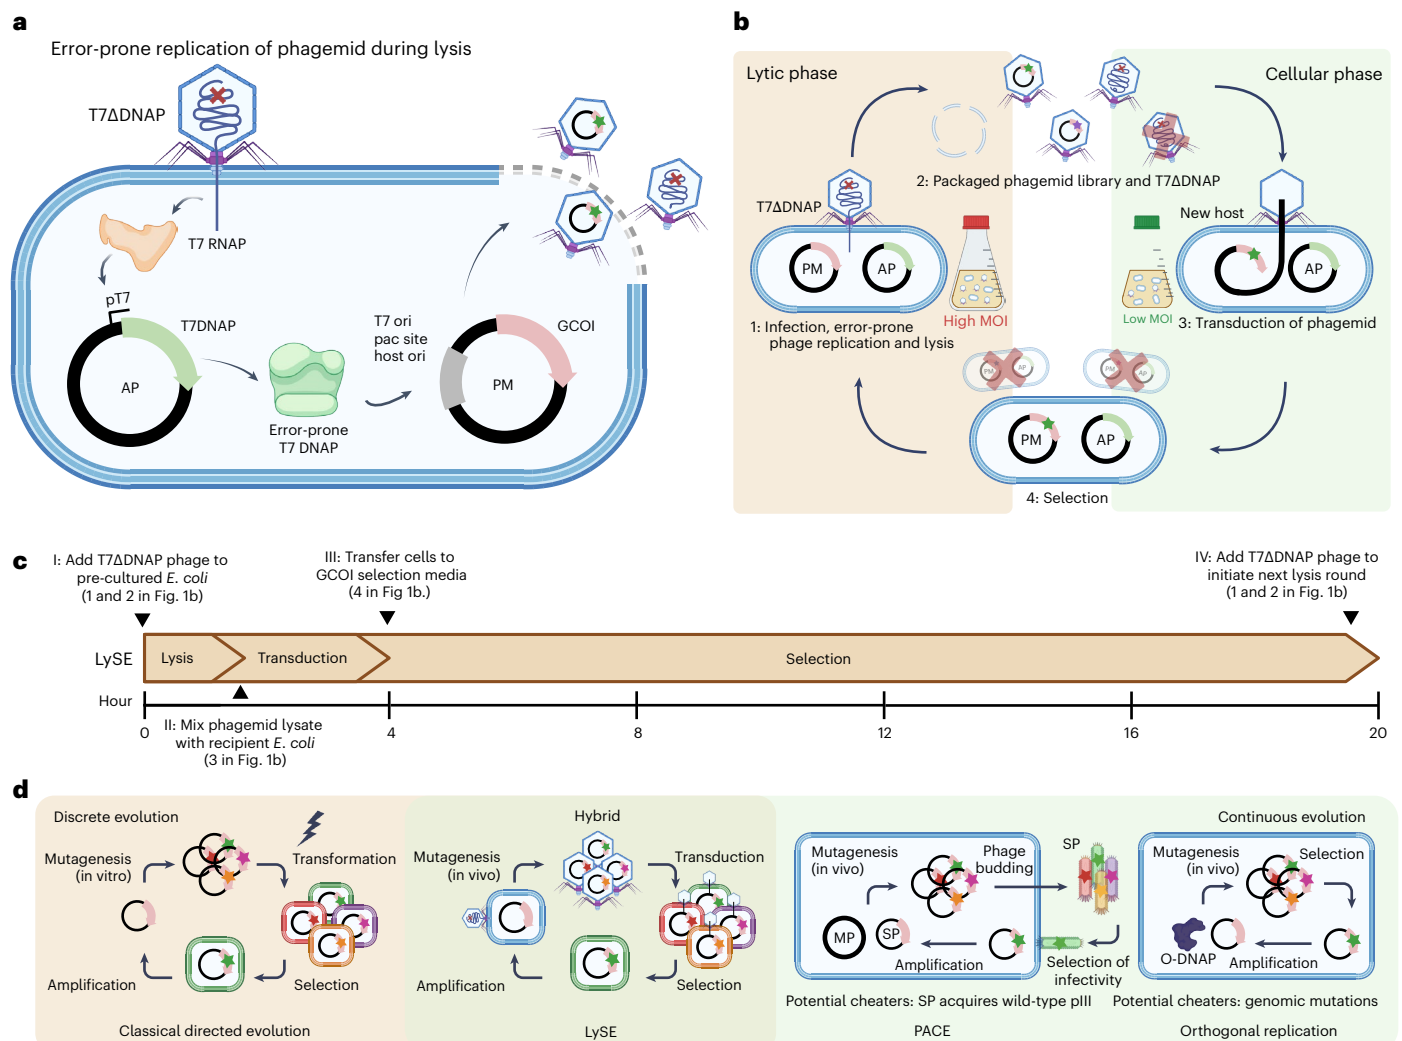 a
Error-prone replication of phagemid during lysis
T7ΔDNAP
T7 RNAP
pT7
T7DNAP
AP
Error-prone
T7 DNAP
T7 ori
pac site
host ori
GCOI
PM
b
Lytic phase
Cellular phase
2: Packaged phagemid library and T7ΔDNAP
T7ΔDNAP
New host
PM
AP
AP
High MOI
Low MOI
1: Infection, error-prone
phage replication and lysis
3: Transduction of phagemid
PM
AP
PM
AP
PM
AP
4: Selection
c
I: Add T7ΔDNAP phage to
pre-cultured E. coli
(1 and 2 in Fig. 1b)
III: Transfer cells to
GCOI selection media
(4 in Fig 1b.)
IV: Add T7ΔDNAP phage to
initiate next lysis round
(1 and 2 in Fig. 1b)
LySE
Lysis
Transduction
Selection
Hour
0
4
8
12
16
20
II: Mix phagemid lysate
with recipient E. coli
(3 in Fig. 1b)
d
Discrete evolution
Mutagenesis
(in vitro)
Transformation
Amplification
Selection
Classical directed evolution
Hybrid
Mutagenesis
(in vivo)
Transduction
Amplification
Selection
LySE
Continuous evolution
Mutagenesis
(in vivo)
Phage
budding
SP
MP
SP
Amplification
Selection of
infectivity
Potential cheaters: SP acquires wild-type pIII
PACE
Mutagenesis
(in vivo)
Selection
O-DNAP
Amplification
Potential cheaters: genomic mutations
Orthogonal replication